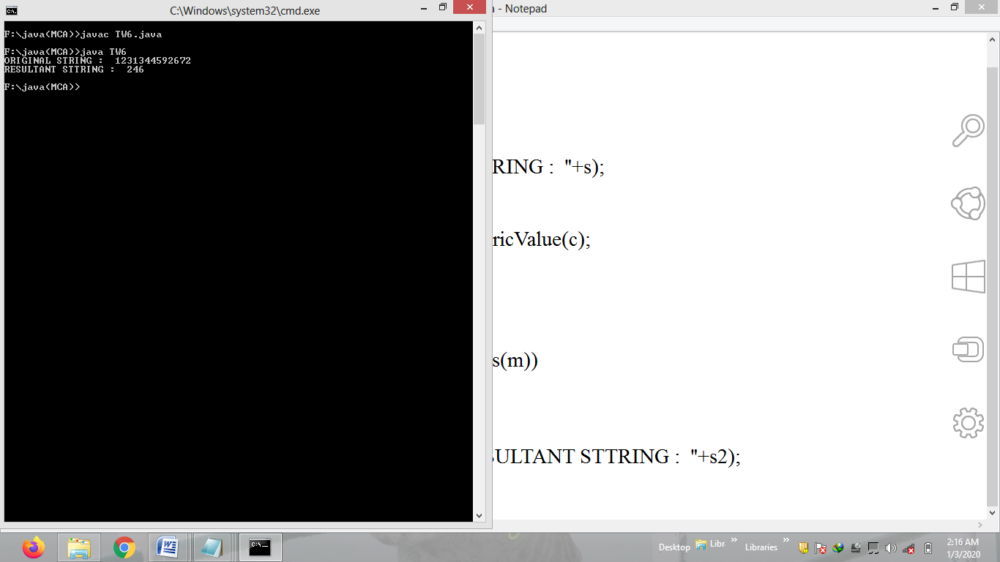 C:\Windows\system32\cmd.exe
a - Notepad
F:\java(MCA)>javac TW6.java
F:\java(MCA)>java TW6
ORIGINAL STRING :  1231344592672
RESULTANT STTRING :  246
F:\java(MCA)>
RING :  "+s);
ricValue(c);
s(m))
SULTANT STTRING :  "+s2);
Desktop
Libr
Libraries
2:16 AM
1/3/2020